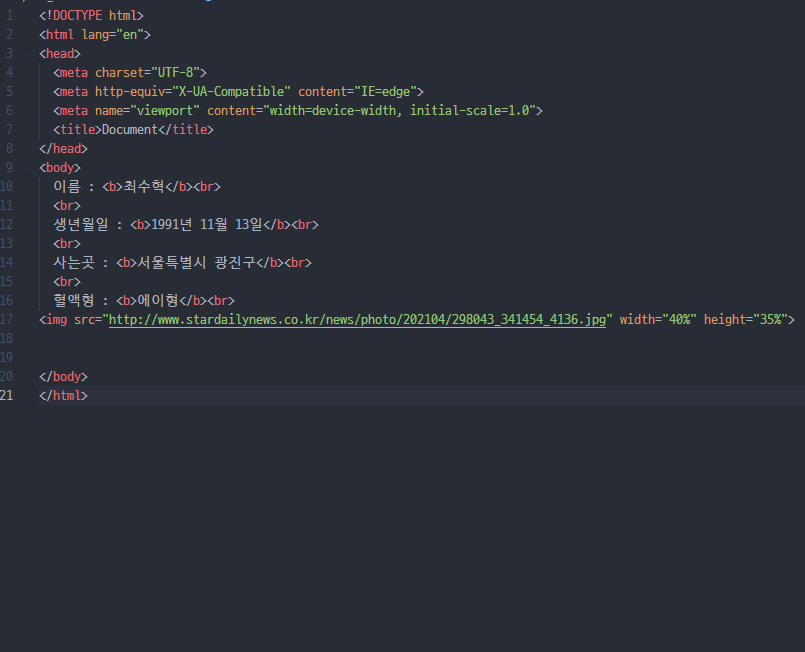 1 <!DOCTYPE html>
2 <html lang="en">
3 <head>
4 <meta charset="UTF-8">
5 <meta http-equiv="X-UA-Compatible" content="IE=edge">
6 <meta name="viewport" content="width=device-width, initial-scale=1.0">
7 <title>Document</title>
8 </head>
9 <body>
10 이름 : <b>최수혁</b><br>
11 <br>
12 생년월일 : <b>1991년 11월 13일</b><br>
13 <br>
14 사는곳 : <b>서울특별시 광진구</b><br>
15 <br>
16 혈액형 : <b>에이형</b><br>
17 <img src="http://www.stardailynews.co.kr/news/photo/202104/298043_341454_4136.jpg" width="40%" height="35%">
18
19
20 </body>
21 </html>